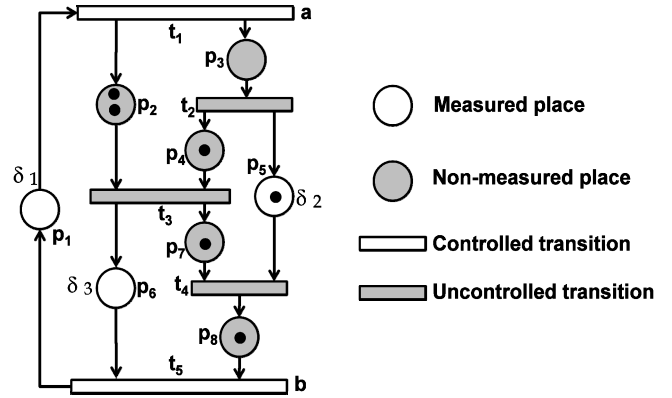 a
t1
p3
p2
t2
p4
p5
δ 1
δ 2
p1
t3
p7
δ 3
p6
t4
p8
t5
b
Measured place
Non-measured place
Controlled transition
Uncontrolled transition